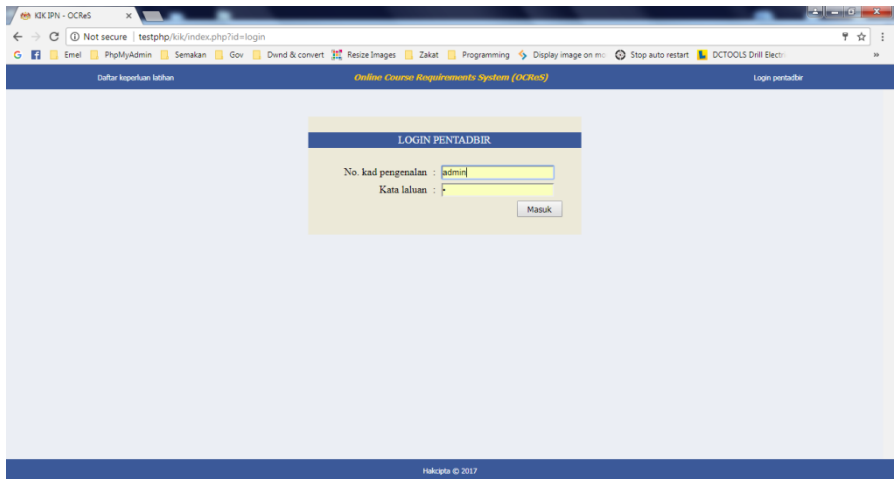 KIK IPN - OCReS
Not secure | testphp/kik/index.php?id=login
Emel PhpMyAdmin Semakan Gov Dwnd & convert Resize Images Zakat Programming Display image on mo Stop auto restart DCTOOLS Drill Electri
Daftar keperluan latihan Online Course Requirements System (OCReS) Login pentadbir
LOGIN PENTADBIR
No. kad pengenalan : admin
Kata laluan :
Masuk
Hakcipta © 2017